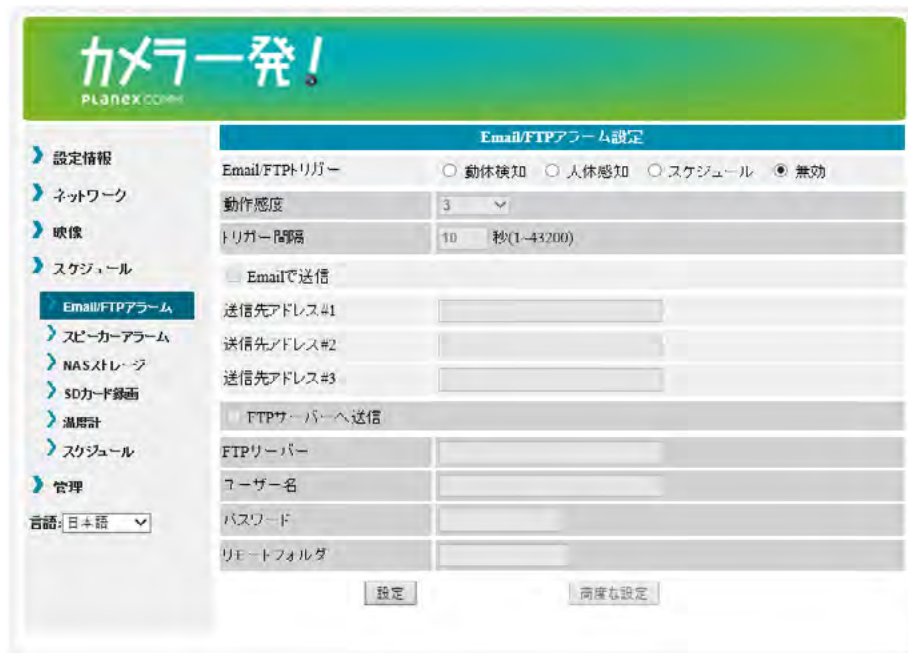 カメラ一発！
PLANEX COMM
設定情報
ネットワーク
映像
スケジュール
Email/FTPアラーム
スピーカーアラーム
NASストレージ
SDカード録画
温度計
スケジュール
管理
言語: 日本語
Email/FTPアラーム設定
Email/FTPトリガー 動体検知 人体感知 スケジュール 無効
動作感度 3
トリガー間隔 10 秒(1~43200)
Emailで送信
送信先アドレス#1
送信先アドレス#2
送信先アドレス#3
FTPサーバーへ送信
FTPサーバー
ユーザー名
パスワード
リモートフォルダ
設定 高度な設定